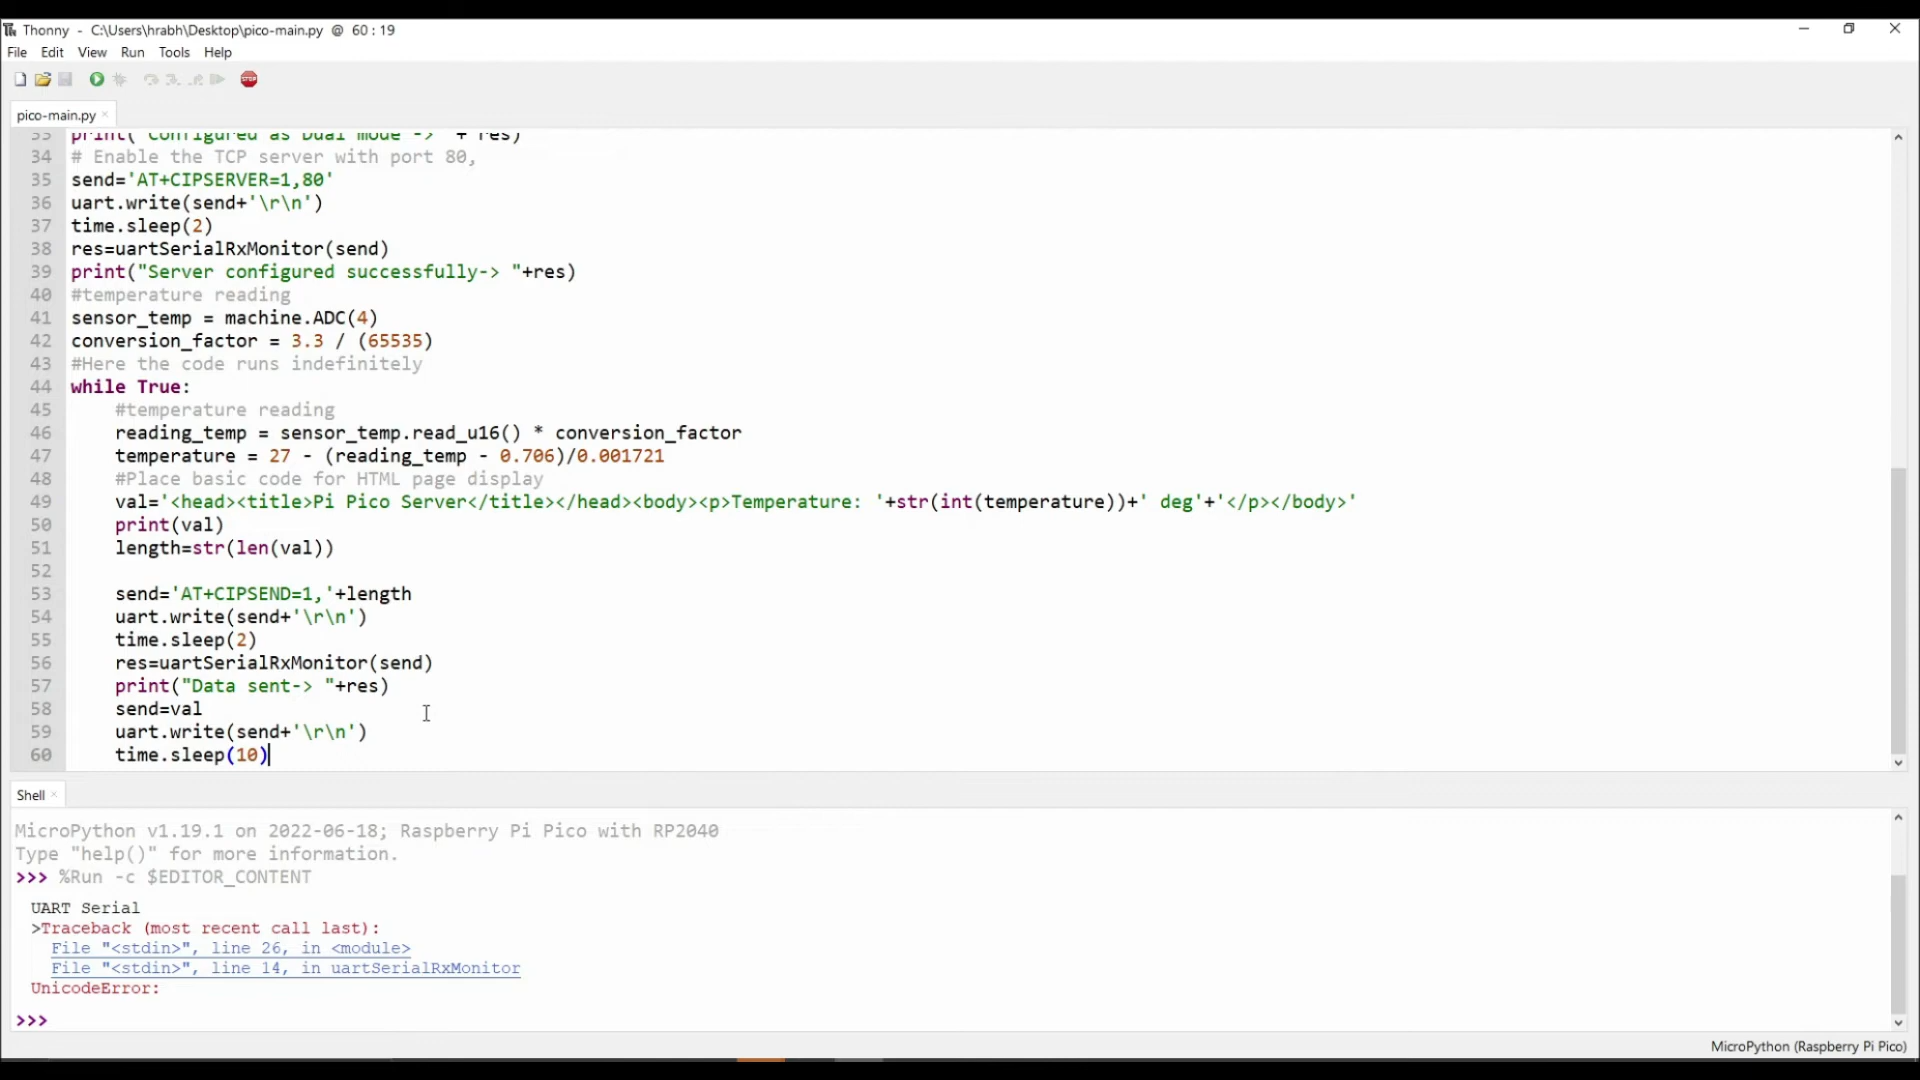 Thonny - C:\Users\hrabh\Desktop\pico-main.py @ 60 : 19
File Edit View Run Tools Help
pico-main.py
33 print("Configured as Dual mode -> " + res)
34 # Enable the TCP server with port 80,
35 send='AT+CIPSERVER=1,80'
36 uart.write(send+'\r\n')
37 time.sleep(2)
38 res=uartSerialRxMonitor(send)
39 print("Server configured successfully-> "+res)
40 #temperature reading
41 sensor_temp = machine.ADC(4)
42 conversion_factor = 3.3 / (65535)
43 #Here the code runs indefinitely
44 while True:
45     #temperature reading
46     reading_temp = sensor_temp.read_u16() * conversion_factor
47     temperature = 27 - (reading_temp - 0.706)/0.001721
48     #Place basic code for HTML page display
49     val='<head><title>Pi Pico Server</title></head><body><p>Temperature: '+str(int(temperature))+' deg'+'</p></body>'
50     print(val)
51     length=str(len(val))
52
53     send='AT+CIPSEND=1,'+length
54     uart.write(send+'\r\n')
55     time.sleep(2)
56     res=uartSerialRxMonitor(send)
57     print("Data sent-> "+res)
58     send=val
59     uart.write(send+'\r\n')
60     time.sleep(10)
Shell
MicroPython v1.19.1 on 2022-06-18; Raspberry Pi Pico with RP2040
Type "help()" for more information.
>>> %Run -c $EDITOR_CONTENT
UART Serial
>Traceback (most recent call last):
File "<stdin>", line 26, in <module>
File "<stdin>", line 14, in uartSerialRxMonitor
UnicodeError:
>>>
MicroPython (Raspberry Pi Pico)